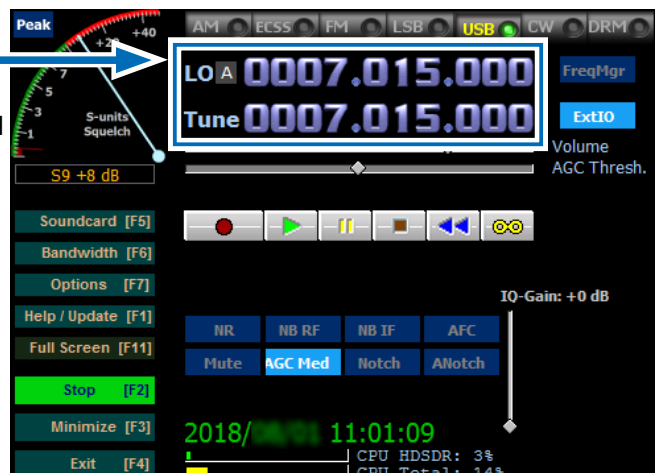 Peak
+20 +40
7
5
3
1
S-units
Squelch
S9 +8 dB
AM ECSS FM LSB USB CW DRM
LO A 0007.015.000
Tune 0007.015.000
FreqMgr
ExtIO
Volume
AGC Thresh.
Soundcard [F5]
Bandwidth [F6]
Options [F7]
Help / Update [F1]
Full Screen [F11]
Stop [F2]
Minimize [F3]
Exit [F4]
IQ-Gain: +0 dB
NR NB RF NB IF AFC
Mute AGC Med Notch ANotch
2018/ 11:01:09
CPU HDSDR: 3%
CPU Total: 14%